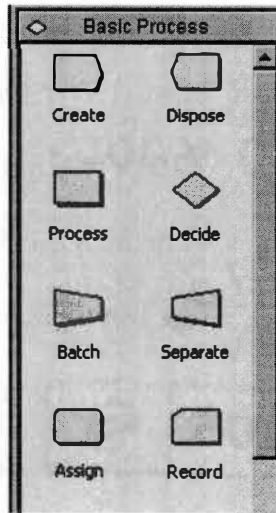 Basic Process
Create Dispose
Process Decide
Batch Separate
Assign Record